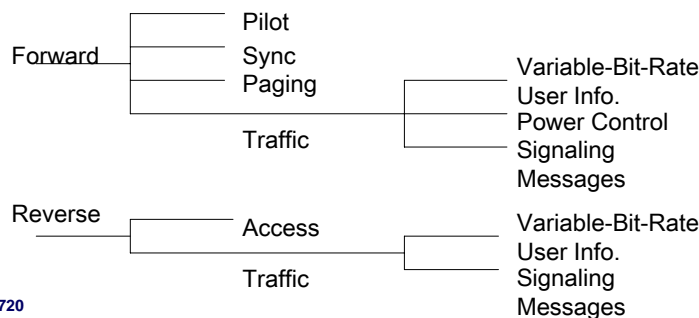 Forward
Pilot
Sync
Paging
Traffic
Variable-Bit-Rate
User Info.
Power Control
Signaling
Messages
Reverse
Access
Traffic
Variable-Bit-Rate
User Info.
Signaling
Messages
720